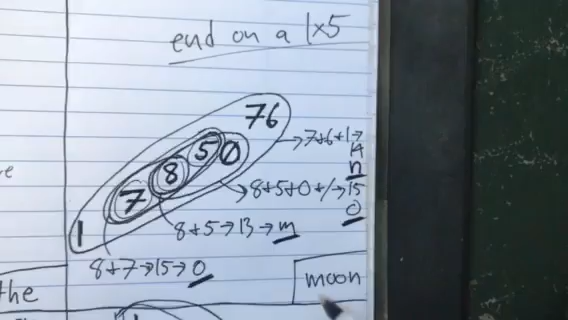 end on a 1x5
76
5 0
8
7
1
→7+6+1→
14
n
→8+5+0+/→15
O
8+5→13→m
8+7→15→O
moon
the